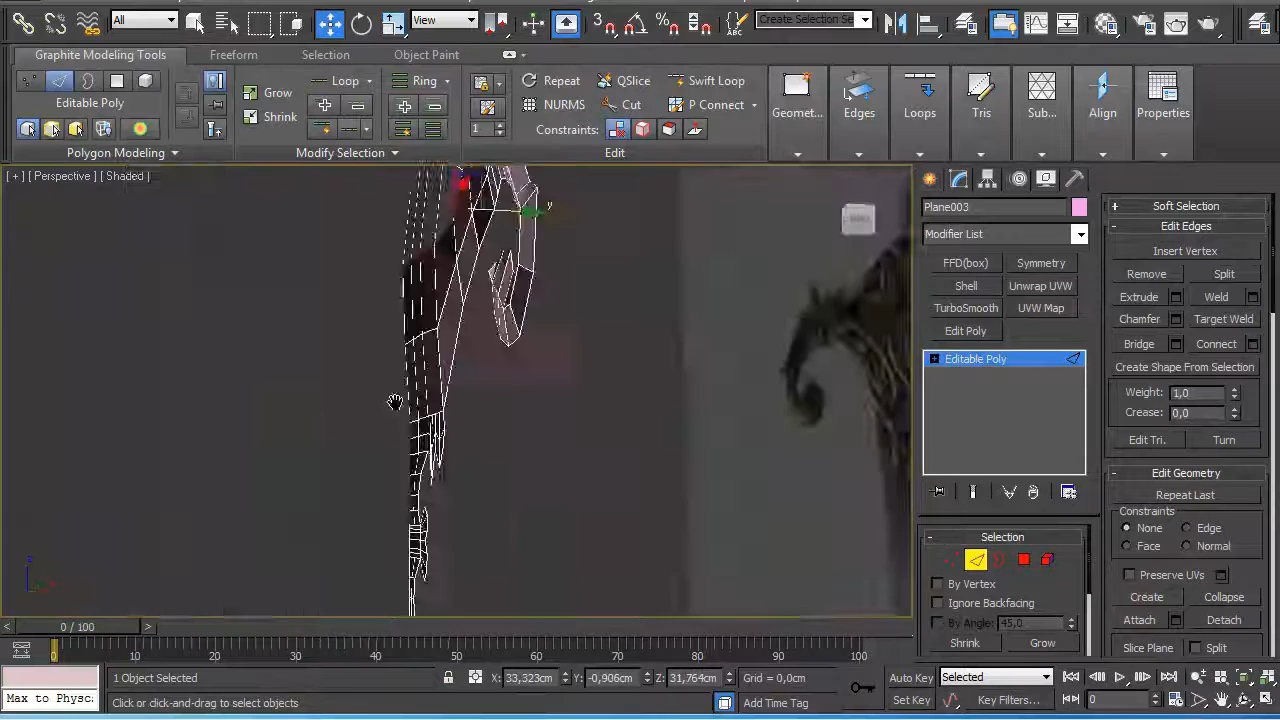 All
View
Create Selection Se
Graphite Modeling Tools
Freeform
Selection
Object Paint
Loop
Ring
Repeat
QSlice
Swift Loop
Grow
NURMS
Cut
P Connect
Editable Poly
Shrink
1
Constraints:
Geomet...
Edges
Loops
Tris
Sub...
Align
Properties
Polygon Modeling
Modify Selection
Edit
[ + ] [ Perspective ] [ Shaded ]
y
z
Plane003
Modifier List
FFD(box)
Symmetry
Shell
Unwrap UVW
TurboSmooth
UVW Map
Edit Poly
Editable Poly
Selection
By Vertex
Ignore Backfacing
By Angle: 45,0
Shrink
Grow
Soft Selection
Edit Edges
Insert Vertex
Remove
Split
Extrude
Weld
Chamfer
Target Weld
Bridge
Connect
Create Shape From Selection
Weight: 1,0
Crease: 0,0
Edit Tri.
Turn
Edit Geometry
Repeat Last
Constraints
None
Edge
Face
Normal
Preserve UVs
Create
Collapse
Attach
Detach
Slice Plane
Split
0 / 100
0 10 20 30 40 50 60 70 80 90 100
1 Object Selected
X: 33,323cm
Y: -0,906cm
Z: 31,764cm
Grid = 0,0cm
Auto Key
Selected
Max to Physc
Click or click-and-drag to select objects
Add Time Tag
Set Key
Key Filters...
0